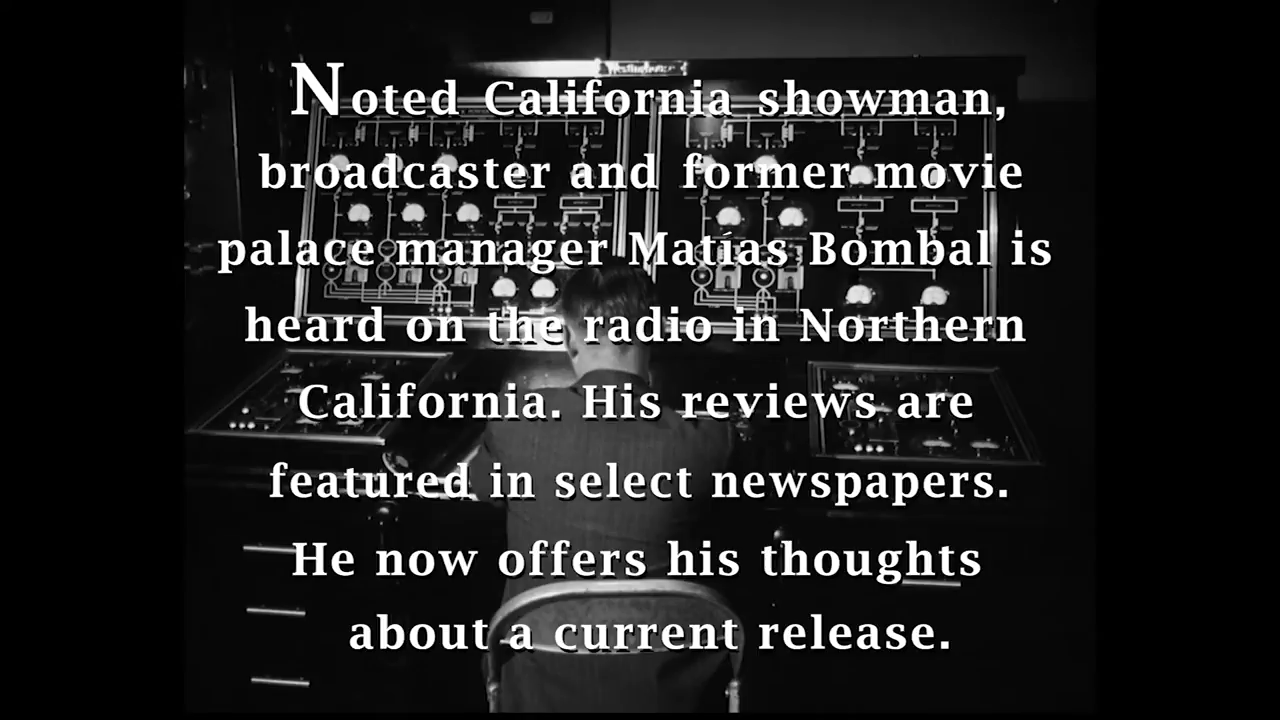 Noted California showman,
broadcaster and former movie
palace manager Matías Bombal is
heard on the radio in Northern
California. His reviews are
featured in select newspapers.
He now offers his thoughts
about a current release.